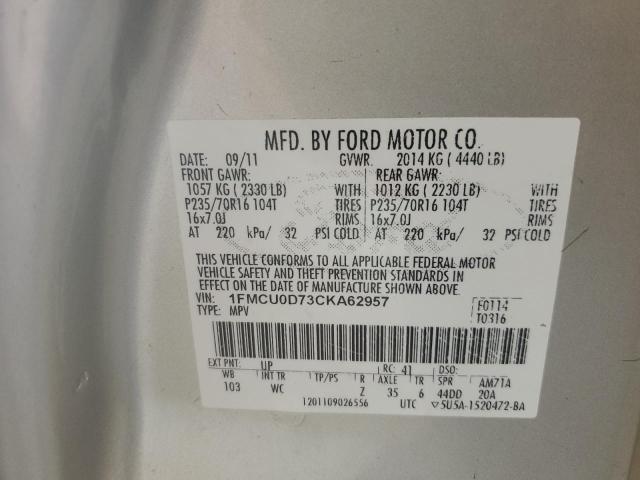 MFD. BY FORD MOTOR CO.
DATE: 09/11 GVWR: 2014 KG ( 4440 LB)
FRONT GAWR: REAR GAWR:
1057 KG ( 2330 LB) WITH 1012 KG ( 2230 LB) WITH
P235/70R16 104T TIRES P235/70R16 104T TIRES
16x7.0J RIMS 16x7.0J RIMS
AT 220 kPa/ 32 PSI COLD AT 220 kPa/ 32 PSI COLD
THIS VEHICLE CONFORMS TO ALL APPLICABLE FEDERAL MOTOR
VEHICLE SAFETY AND THEFT PREVENTION STANDARDS IN
EFFECT ON THE DATE OF MANUFACTURE SHOWN ABOVE.
VIN: 1FMCU0D73CKA62957 F0114
TYPE: MPV T0316
EXT PNT: UP RC: 41 DSO:
WB INT TR TP/PS R AXLE TR SPR AM71A
103 WC Z 35 6 44DD 20A
1201109026556 UTC ▽5U5A-1520472-BA